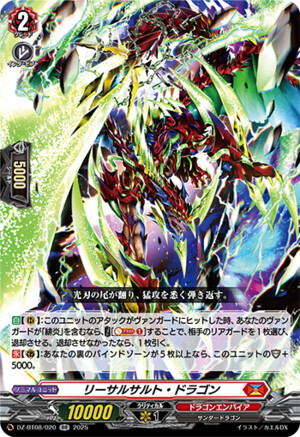 2
グレード
インターセプト
5000
シールド
光刃の尾が翻り、猛攻を悉く弾き返す。
自【(R)】:このユニットのアタックがヴァンガードにヒットした時、あなたのヴァン
ガードが「緋炎」を含むなら、
ことで、相手のリアガードを1枚選び、
退却させる。退却させなかったら、1枚引く。
永【(R)】:あなたの裏のバインドゾーンが5枚以上なら、このユニットのパワー+
5000。
ノーマルユニット
リーサルサルト・ドラゴン
パワー
10000
クリティカル
1
ドラゴンエンパイア
サンダードラゴン
DZ-BT08/020 RR 2025
イラスト/カエルDX